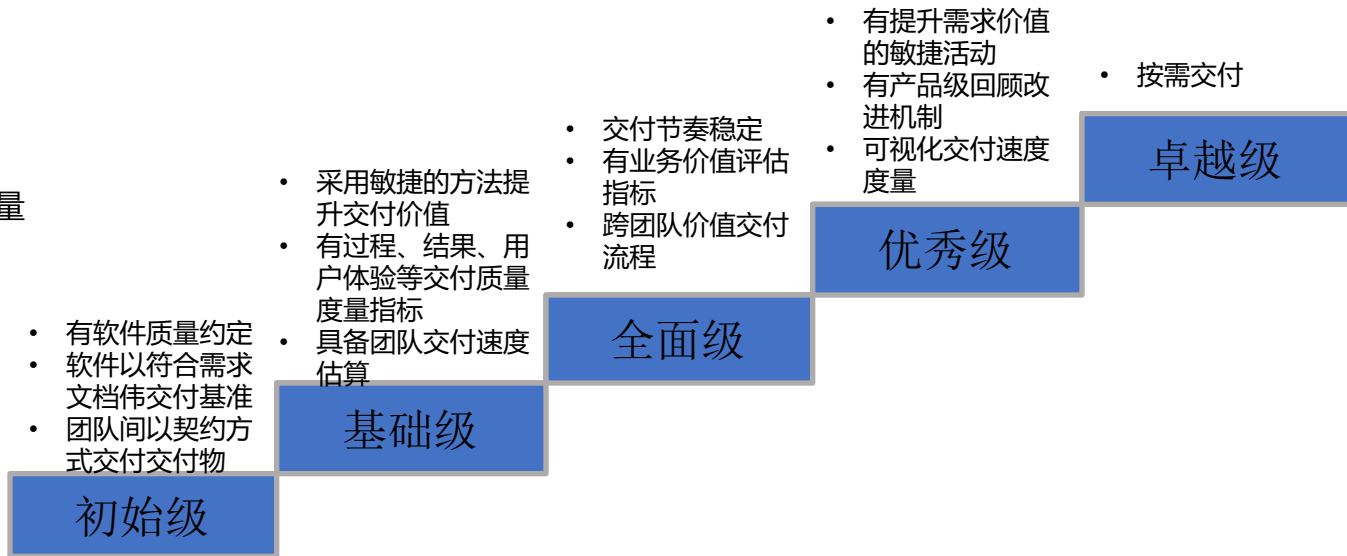 量
• 有软件质量约定
• 软件以符合需求
文档伟交付基准
• 团队间以契约方
式交付交付物
初始级
• 采用敏捷的方法提
升交付价值
• 有过程、结果、用
户体验等交付质量
度量指标
• 具备团队交付速度
估算
基础级
• 交付节奏稳定
• 有业务价值评估
指标
• 跨团队价值交付
流程
全面级
• 有提升需求价值
的敏捷活动
• 有产品级回顾改
进机制
• 可视化交付速度
度量
优秀级
• 按需交付
卓越级